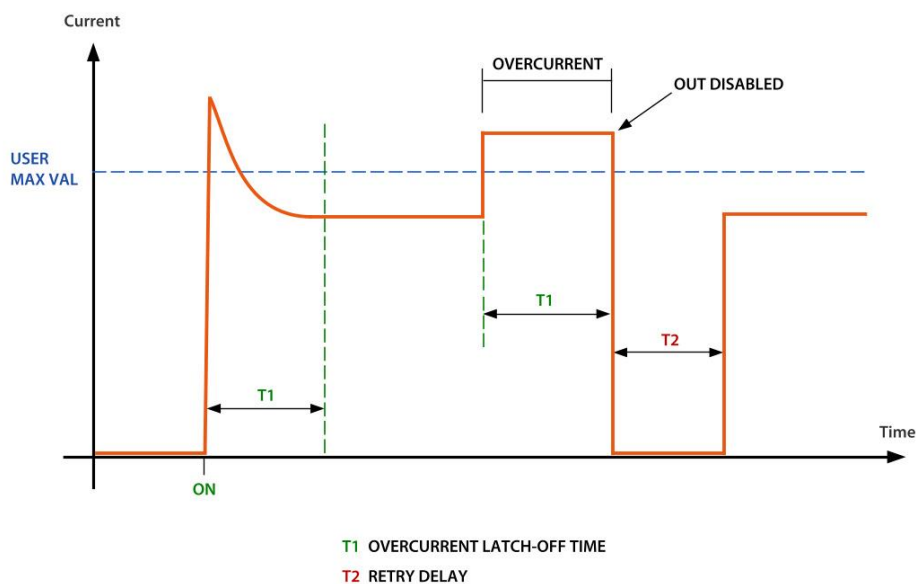 Current
OVERCURRENT
OUT DISABLED
USER
MAX VAL
T1
T2
T1
Time
ON
T1 OVERCURRENT LATCH-OFF TIME
T2 RETRY DELAY